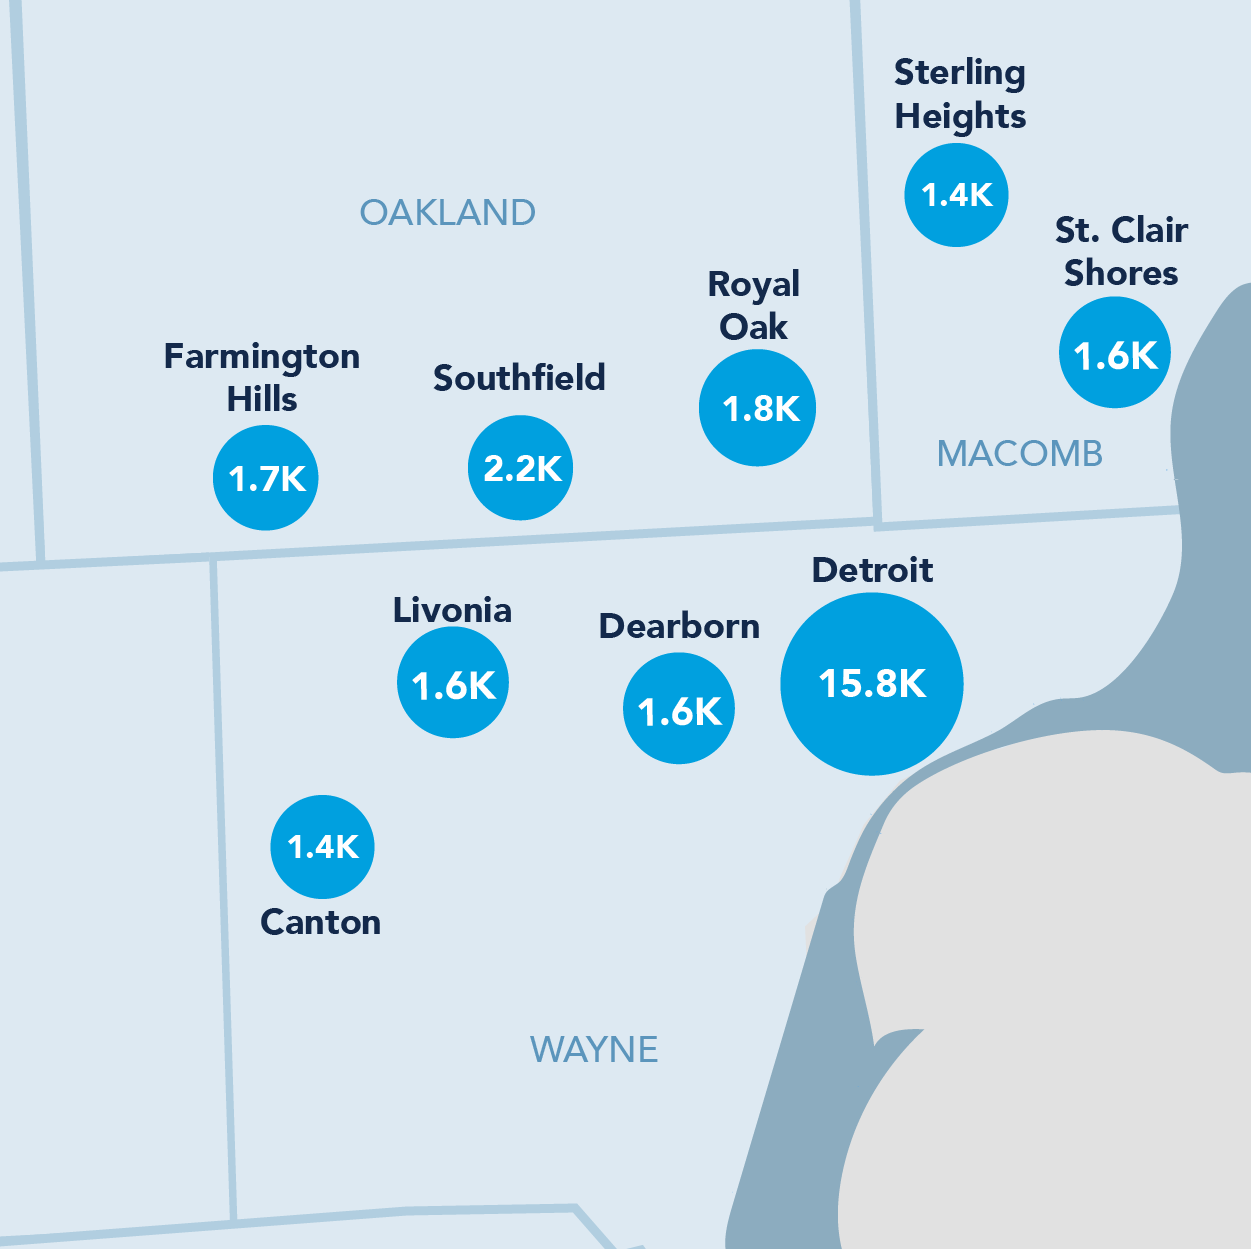 Sterling
Heights
1.4K
OAKLAND
St. Clair
Shores
1.6K
Royal
Oak
1.8K
Farmington
Hills
1.7K
Southfield
2.2K
MACOMB
Detroit
15.8K
Livonia
1.6K
Dearborn
1.6K
1.4K
Canton
WAYNE